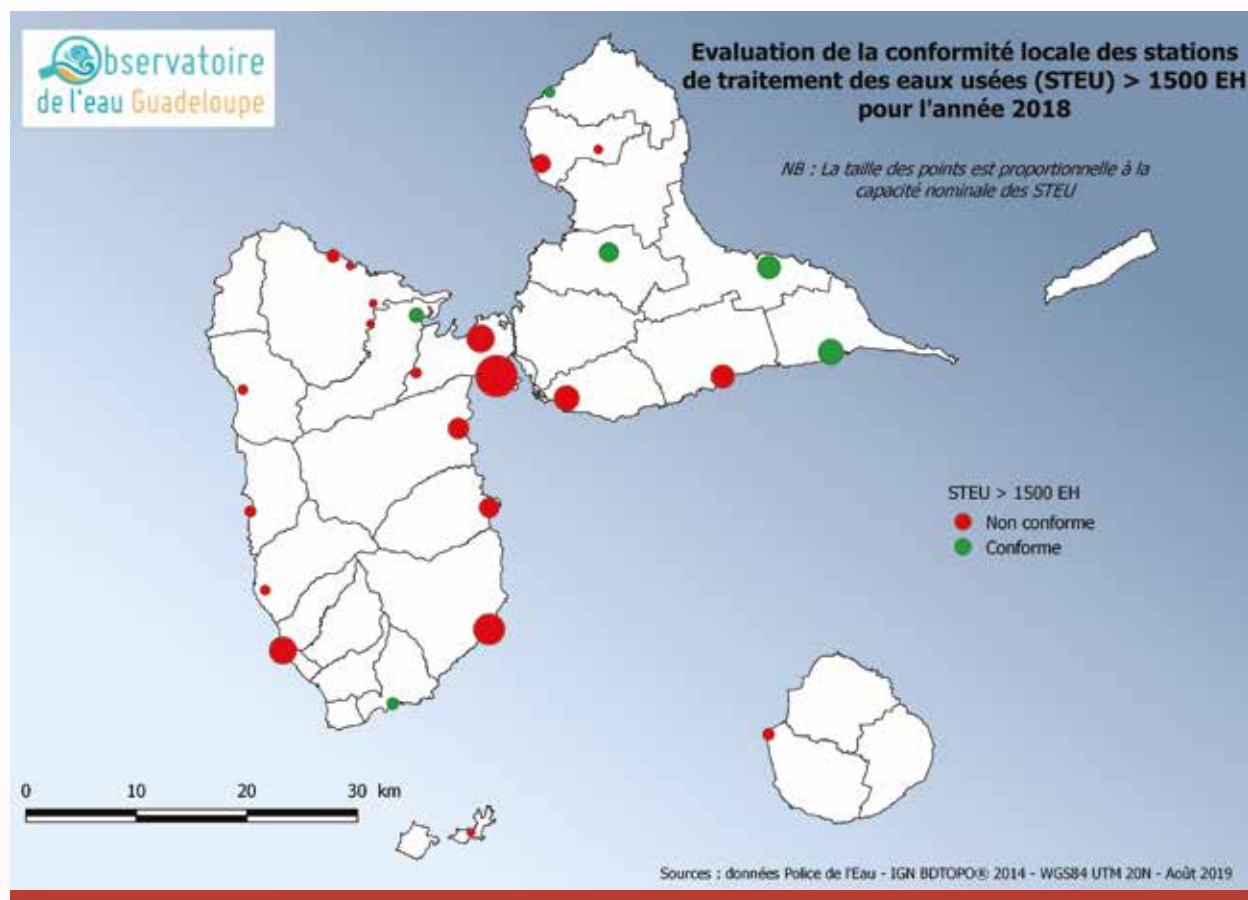 Observatoire
de l'eau Guadeloupe
Evaluation de la conformité locale des stations
de traitement des eaux usées (STEU) > 1500 EH
pour l'année 2018
NB : La taille des points est proportionnelle à la
capacité nominale des STEU
STEU > 1500 EH
Non conforme
Conforme
0 10 20 30 km
Sources : données Police de l'Eau - IGN BDTOPO® 2014 - WGS84 UTM 20N - Août 2019